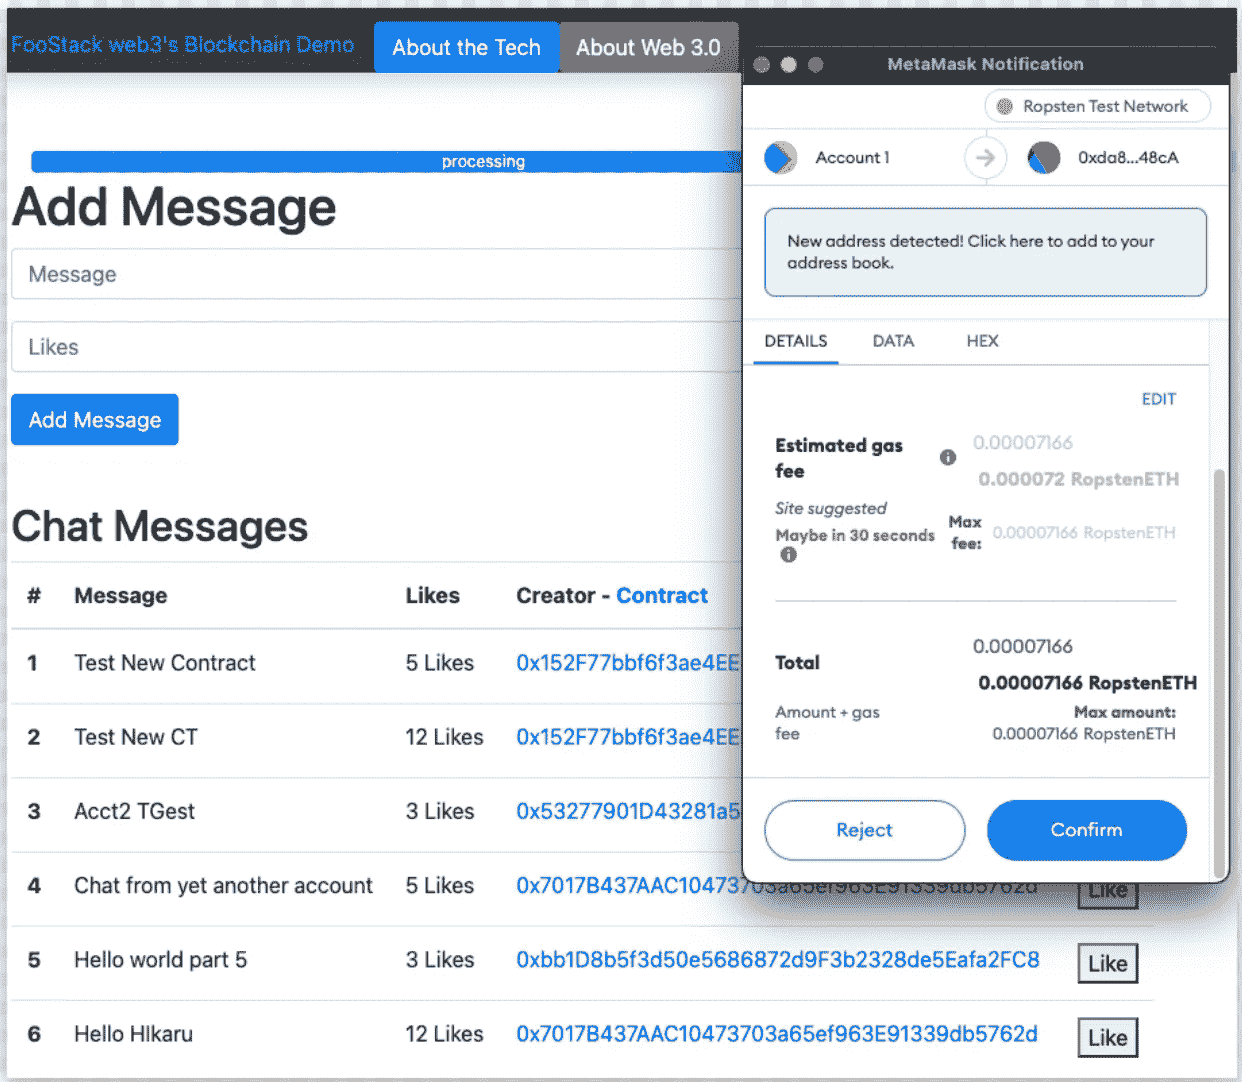 FooStack web3's Blockchain Demo
About the Tech
About Web 3.0
processing
Add Message
Message
Likes
Add Message
Chat Messages
# Message Likes Creator - Contract
1 Test New Contract 5 Likes 0x152F77bbf6f3ae4EE
2 Test New CT 12 Likes 0x152F77bbf6f3ae4EE
3 Acct2 TGest 3 Likes 0x53277901D43281a5
4 Chat from yet another account 5 Likes 0x7017B437AAC10473703a65ef963E91339db5762d Like
5 Hello world part 5 3 Likes 0xbb1D8b5f3d50e5686872d9F3b2328de5Eafa2FC8 Like
6 Hello HIkaru 12 Likes 0x7017B437AAC10473703a65ef963E91339db5762d Like
MetaMask Notification
Ropsten Test Network
Account 1
0xda8...48cA
New address detected! Click here to add to your
address book.
DETAILS DATA HEX
EDIT
Estimated gas
fee
0.00007166
0.000072 RopstenETH
Site suggested
Maybe in 30 seconds
Max
fee:
0.00007166 RopstenETH
Total
0.00007166
0.00007166 RopstenETH
Amount + gas
fee
Max amount:
0.00007166 RopstenETH
Reject
Confirm